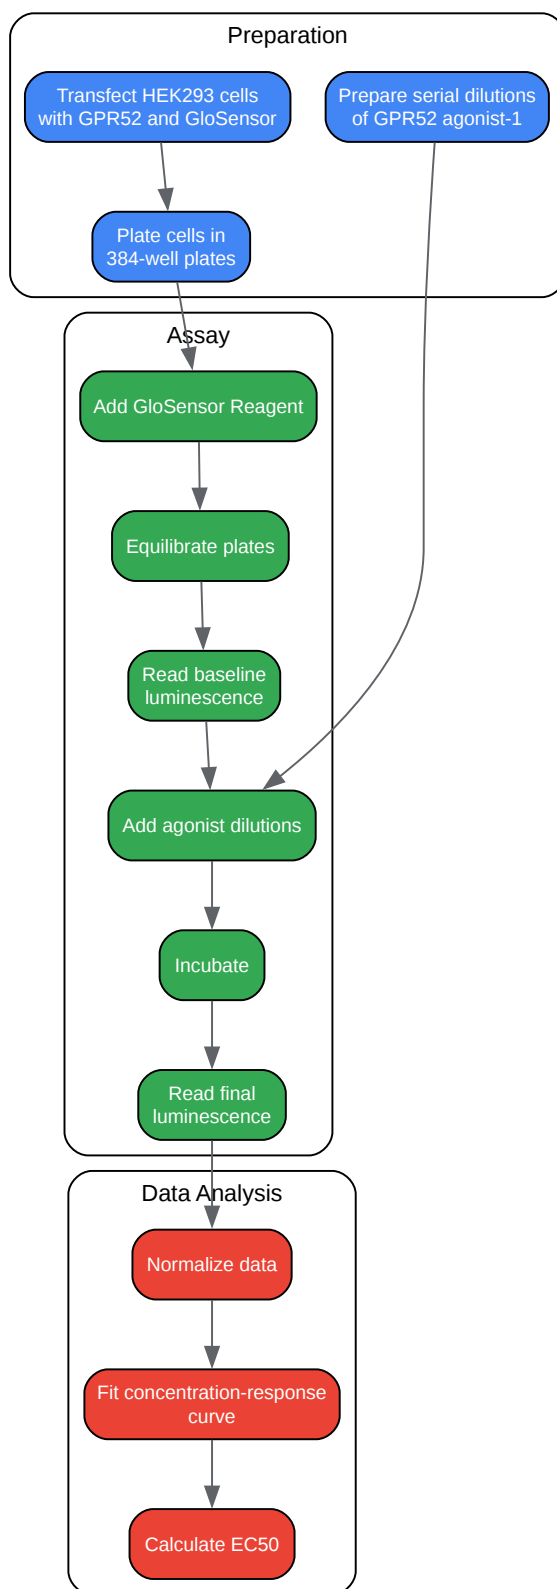 Preparation
Transfect HEK293 cells
with GPR52 and GloSensor
Prepare serial dilutions
of GPR52 agonist-1
Plate cells in
384-well plates
Assay
Add GloSensor Reagent
Equilibrate plates
Read baseline
luminescence
Add agonist dilutions
Incubate
Read final
luminescence
Data Analysis
Normalize data
Fit concentration-response
curve
Calculate EC50